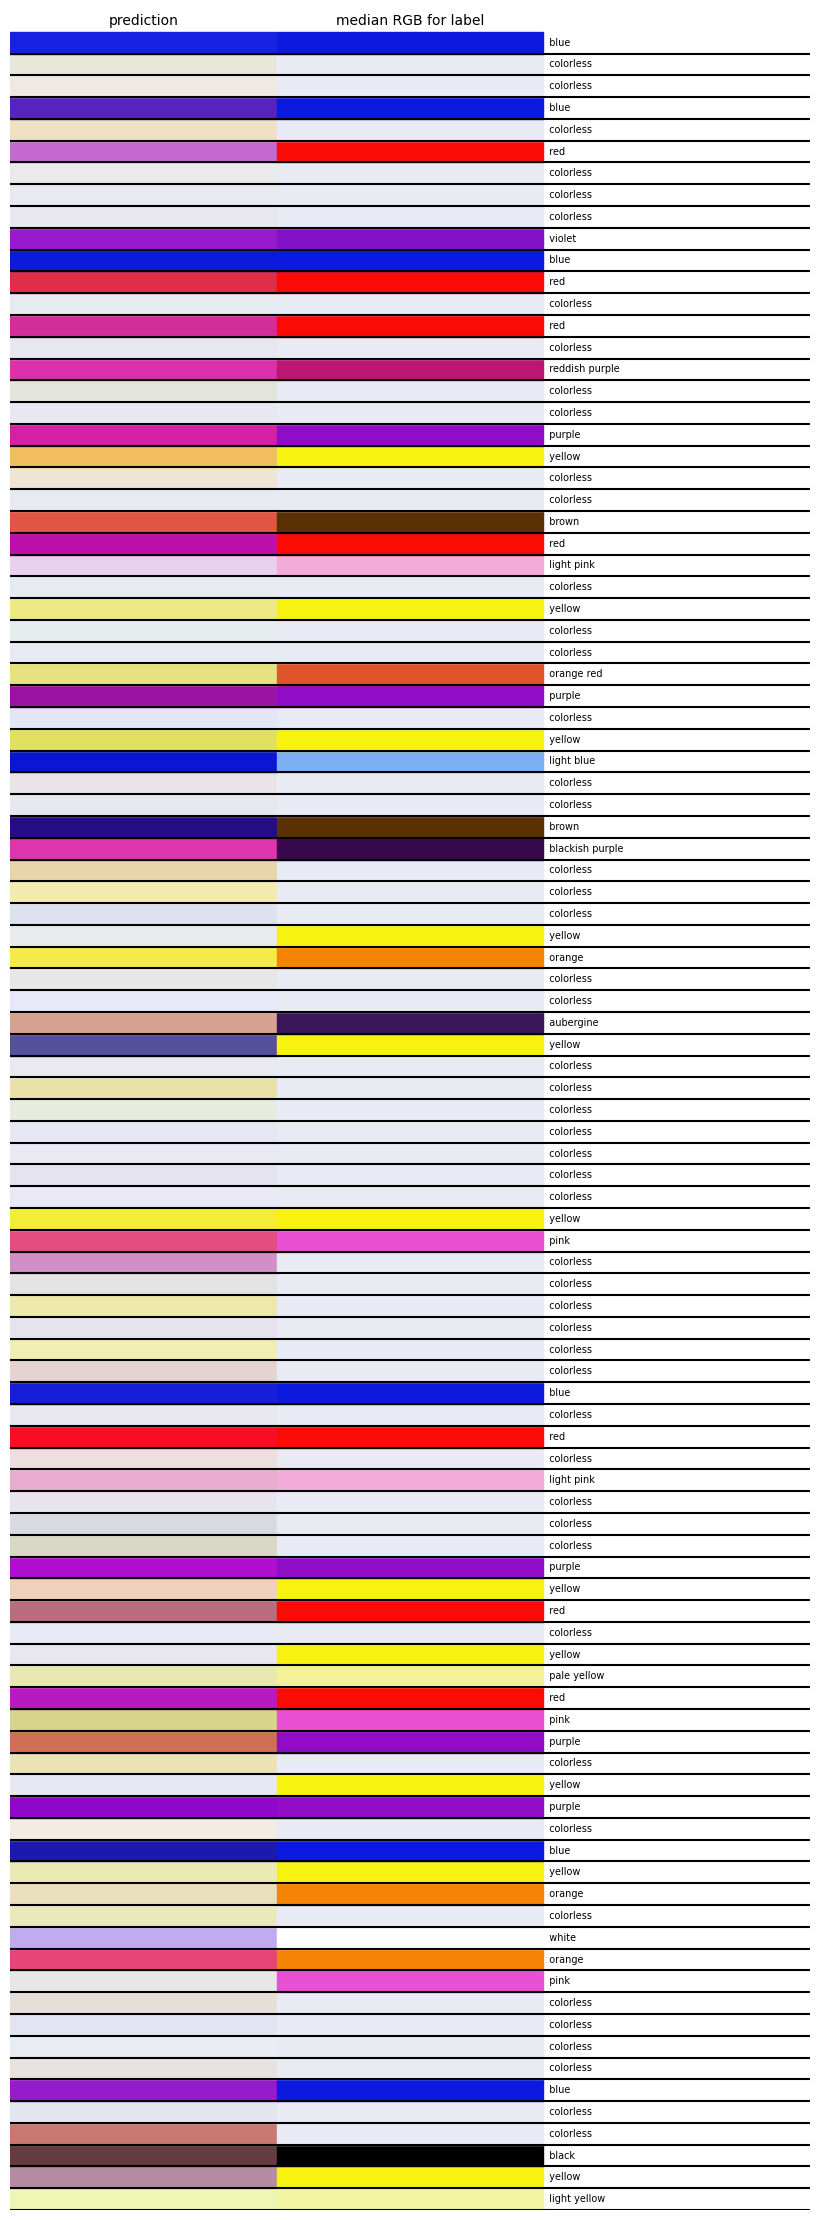 prediction median RGB for label
blue
colorless
colorless
blue
colorless
red
colorless
colorless
colorless
violet
blue
red
colorless
red
colorless
reddish purple
colorless
colorless
purple
yellow
colorless
colorless
brown
red
light pink
colorless
yellow
colorless
colorless
orange red
purple
colorless
yellow
light blue
colorless
colorless
brown
blackish purple
colorless
colorless
colorless
yellow
orange
colorless
colorless
aubergine
yellow
colorless
colorless
colorless
colorless
colorless
colorless
colorless
yellow
pink
colorless
colorless
colorless
colorless
colorless
colorless
blue
colorless
red
colorless
light pink
colorless
colorless
colorless
purple
yellow
red
colorless
yellow
pale yellow
red
pink
purple
colorless
yellow
purple
colorless
blue
yellow
orange
colorless
white
orange
pink
colorless
colorless
colorless
colorless
blue
colorless
colorless
black
yellow
light yellow